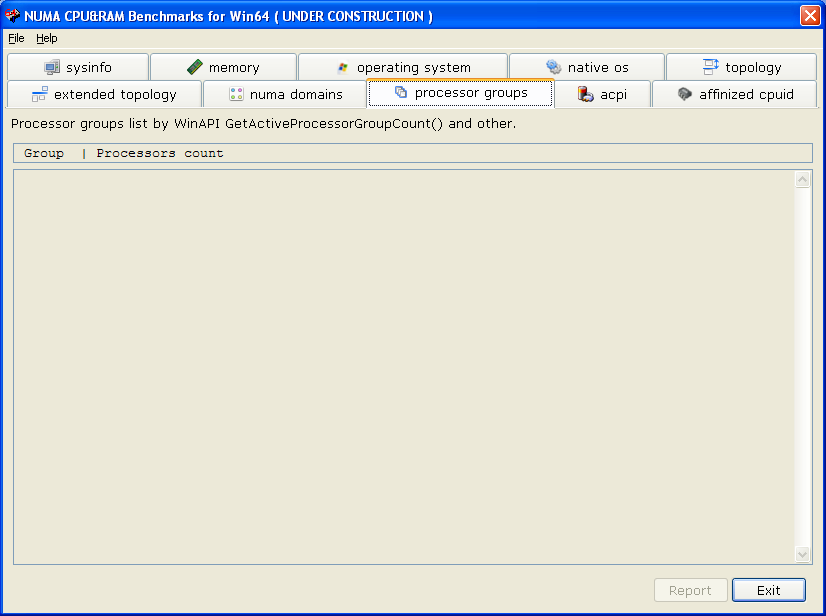 NUMA CPU&RAM Benchmarks for Win64 ( UNDER CONSTRUCTION )
File Help
sysinfo memory operating system native os topology
extended topology numa domains processor groups acpi affinized cpuid
Processor groups list by WinAPI GetActiveProcessorGroupCount() and other.
Group | Processors count
Report Exit